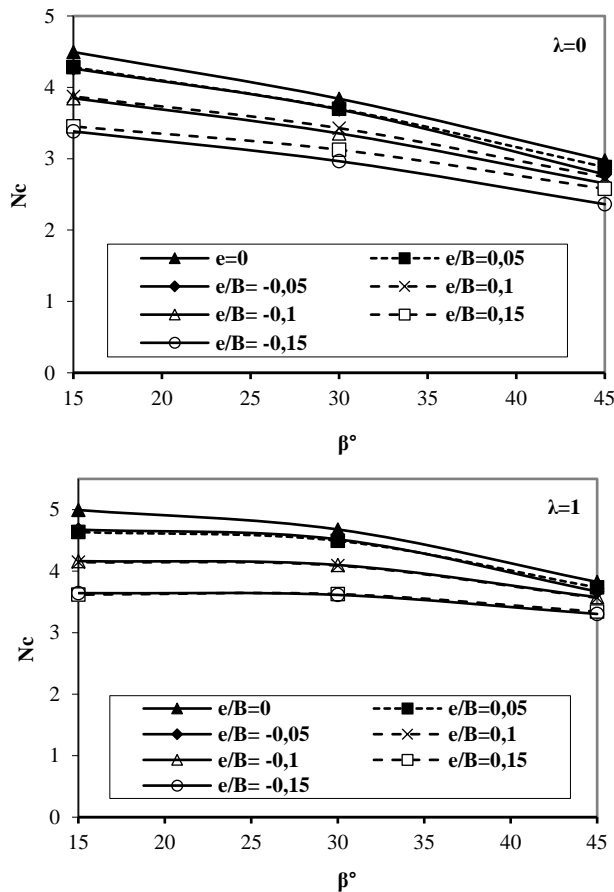 5
λ=0
4
3
Nc
2
e=0
e/B=0,05
e/B= -0,05
e/B=0,1
e/B= -0,1
e/B=0,15
e/B= -0,15
1
0
15 20 25 30 35 40 45
β°
5
λ=1
4
3
Nc
2
e/B=0
e/B=0,05
e/B= -0,05
e/B=0,1
e/B= -0,1
e/B=0,15
e/B= -0,15
1
0
15 20 25 30 35 40 45
β°